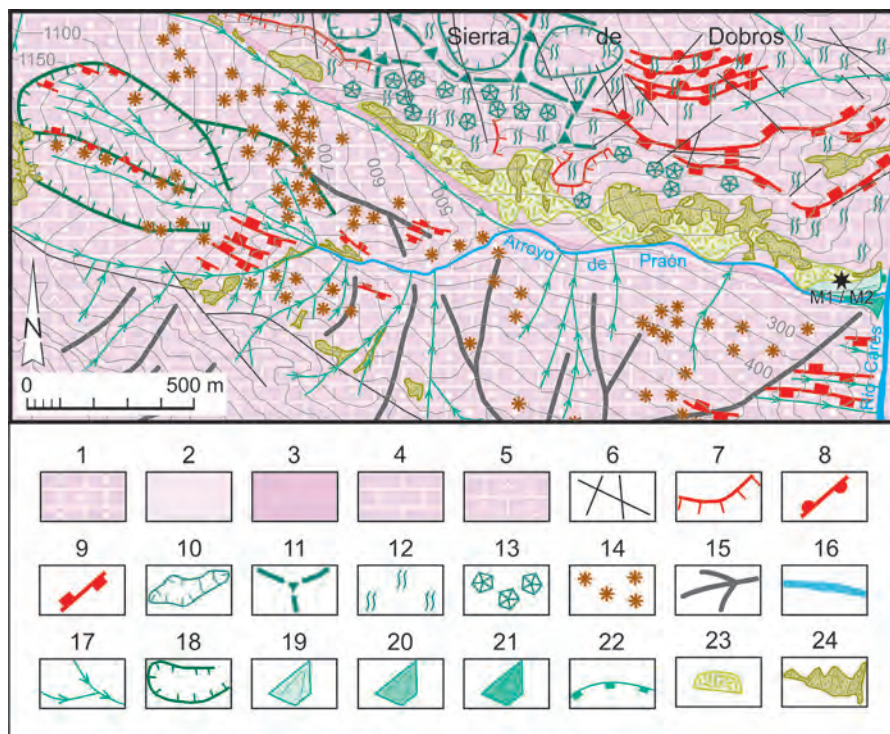 1100
Sierra de Dobros
1150
700
600
500
Arroyo de Praón
M1 / M2
N
300
400
Río Cares
0 500 m
1 2 3 4 5 6 7 8
9 10 11 12 13 14 15 16
17 18 19 20 21 22 23 24